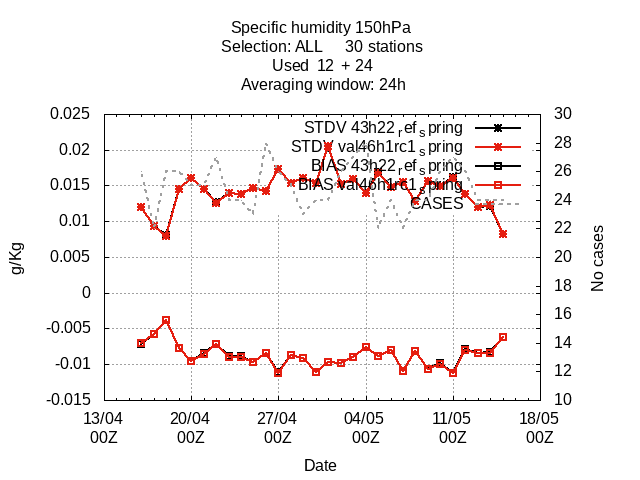 Specific humidity 150hPa
Selection: ALL 30 stations
Used 12 + 24
Averaging window: 24h
0.025
0.02
0.015
0.01
0.005
0
-0.005
-0.01
-0.015
g/Kg
30
28
26
24
22
20
18
16
14
12
10
No cases
STDV 43h22_ref_spring
STDV val46h1rc1_spring
BIAS 43h22_ref_spring
BIAS val46h1rc1_spring
CASES
13/04 20/04 27/04 04/05 11/05 18/05
00Z 00Z 00Z 00Z 00Z 00Z
Date